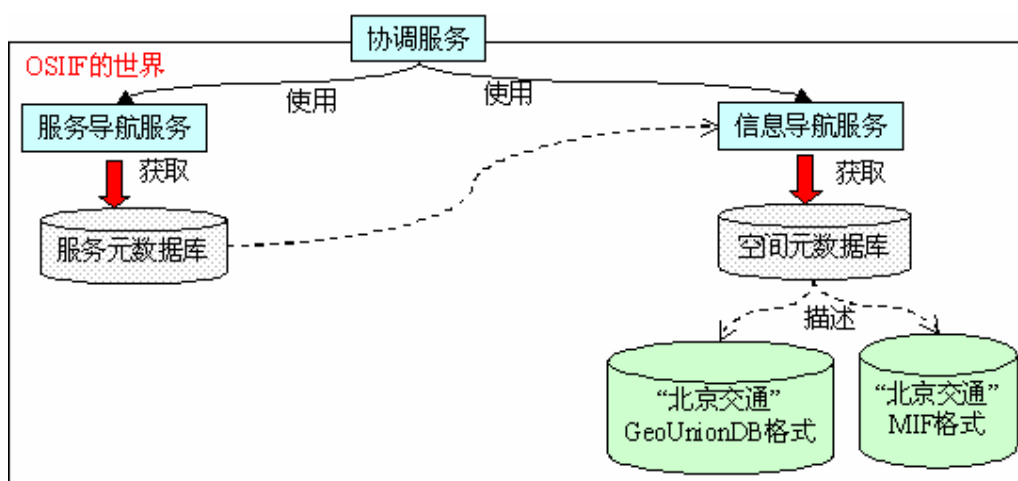 协调服务
OSIIF的世界
使用
使用
服务导航服务
信息导航服务
获取
获取
服务元数据库
空间元数据库
描述
“北京交通”
GeoUnionDB格式
“北京交通”
MIF格式